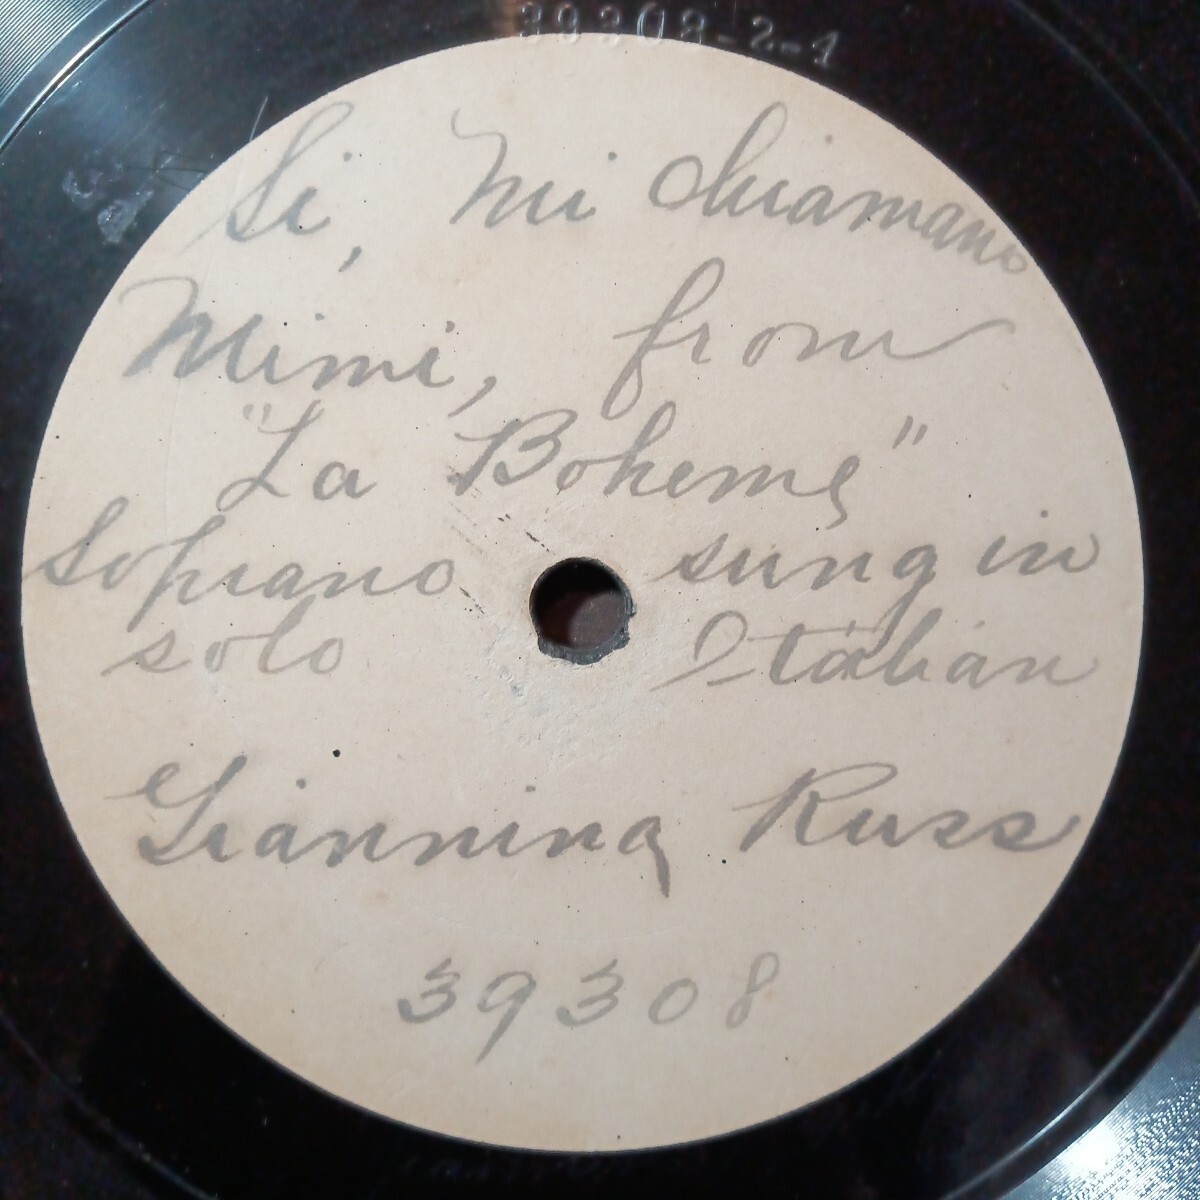 39308-2-1
Si, Mi Chiamano
Mimi, from
"La Boheme"
Soprano sung in
solo Italian
Giannina Russ
39308